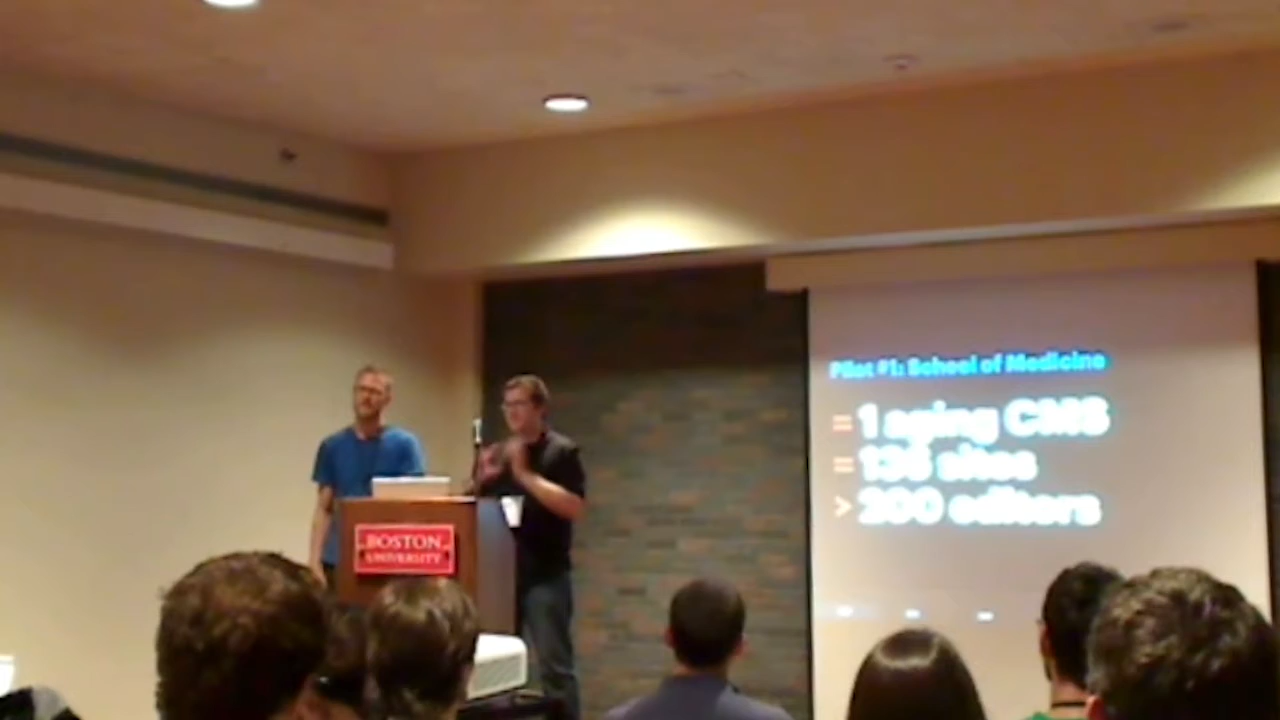 BOSTON
UNIVERSITY
Pilot #1: School of Medicine
= 1 aging CMS
= 136 sites
> 200 editors